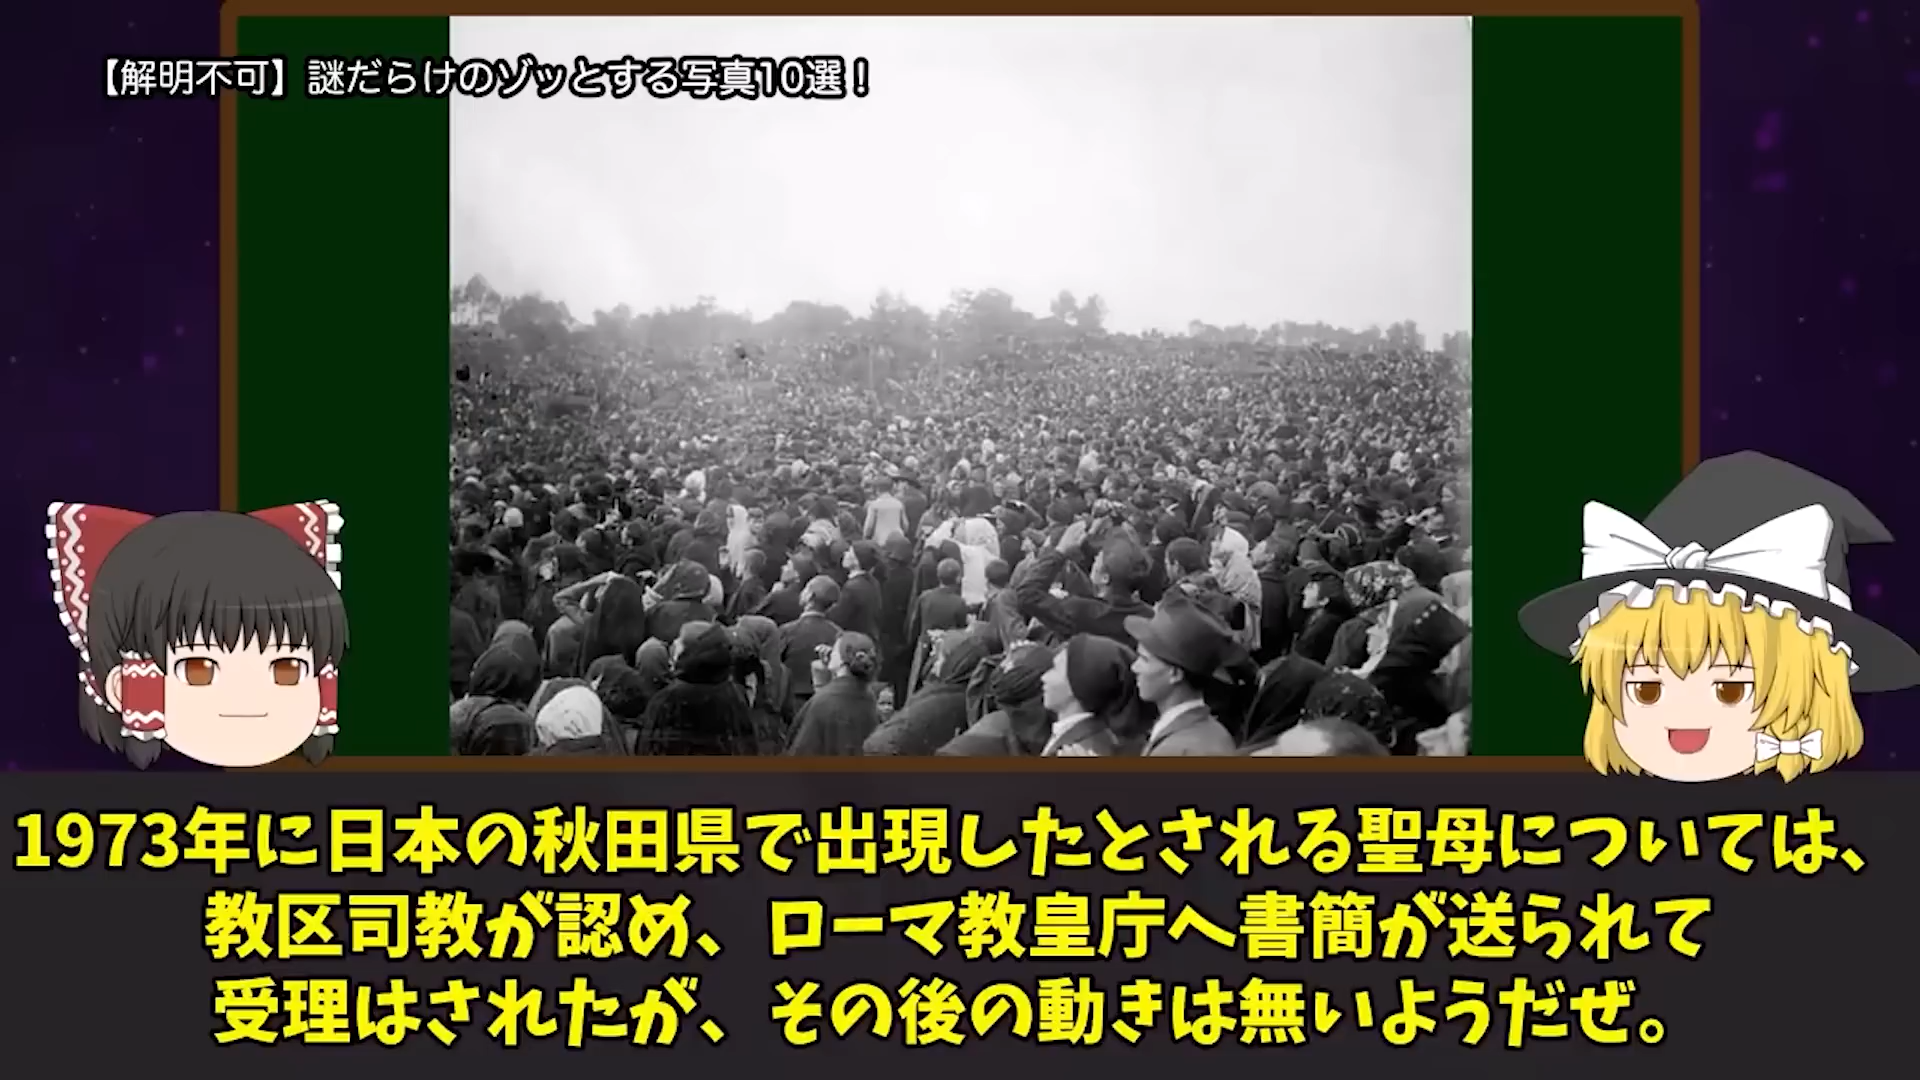 【解明不可】謎だらけのゾッとする写真10選！
1973年に日本の秋田県で出現したとされる聖母については、
教区司教が認め、ローマ教皇庁へ書簡が送られて
受理はされたが、その後の動きは無いようだぜ。